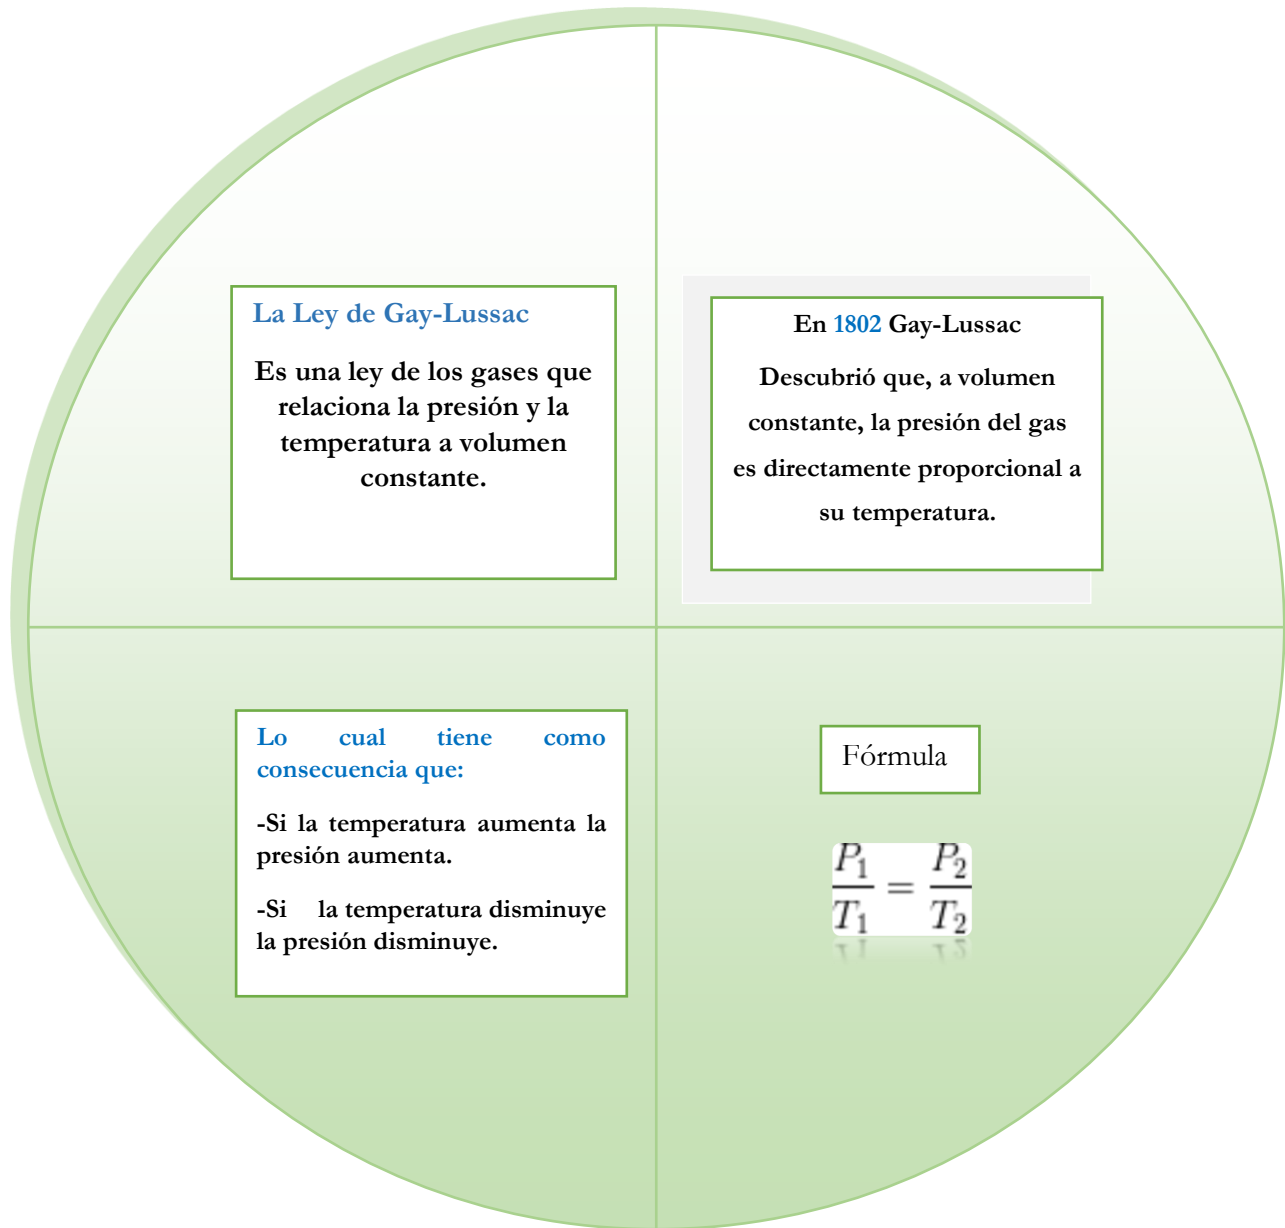 La Ley de Gay-Lussac
Es una ley de los gases que
relaciona la presión y la
temperatura a volumen
constante.
En 1802 Gay-Lussac
Descubrió que, a volumen
constante, la presión del gas
es directamente proporcional a
su temperatura.
Lo cual tiene como
consecuencia que:
-Si la temperatura aumenta la
presión aumenta.
-Si la temperatura disminuye
la presión disminuye.
Fórmula
P₁/T₁ = P₂/T₂